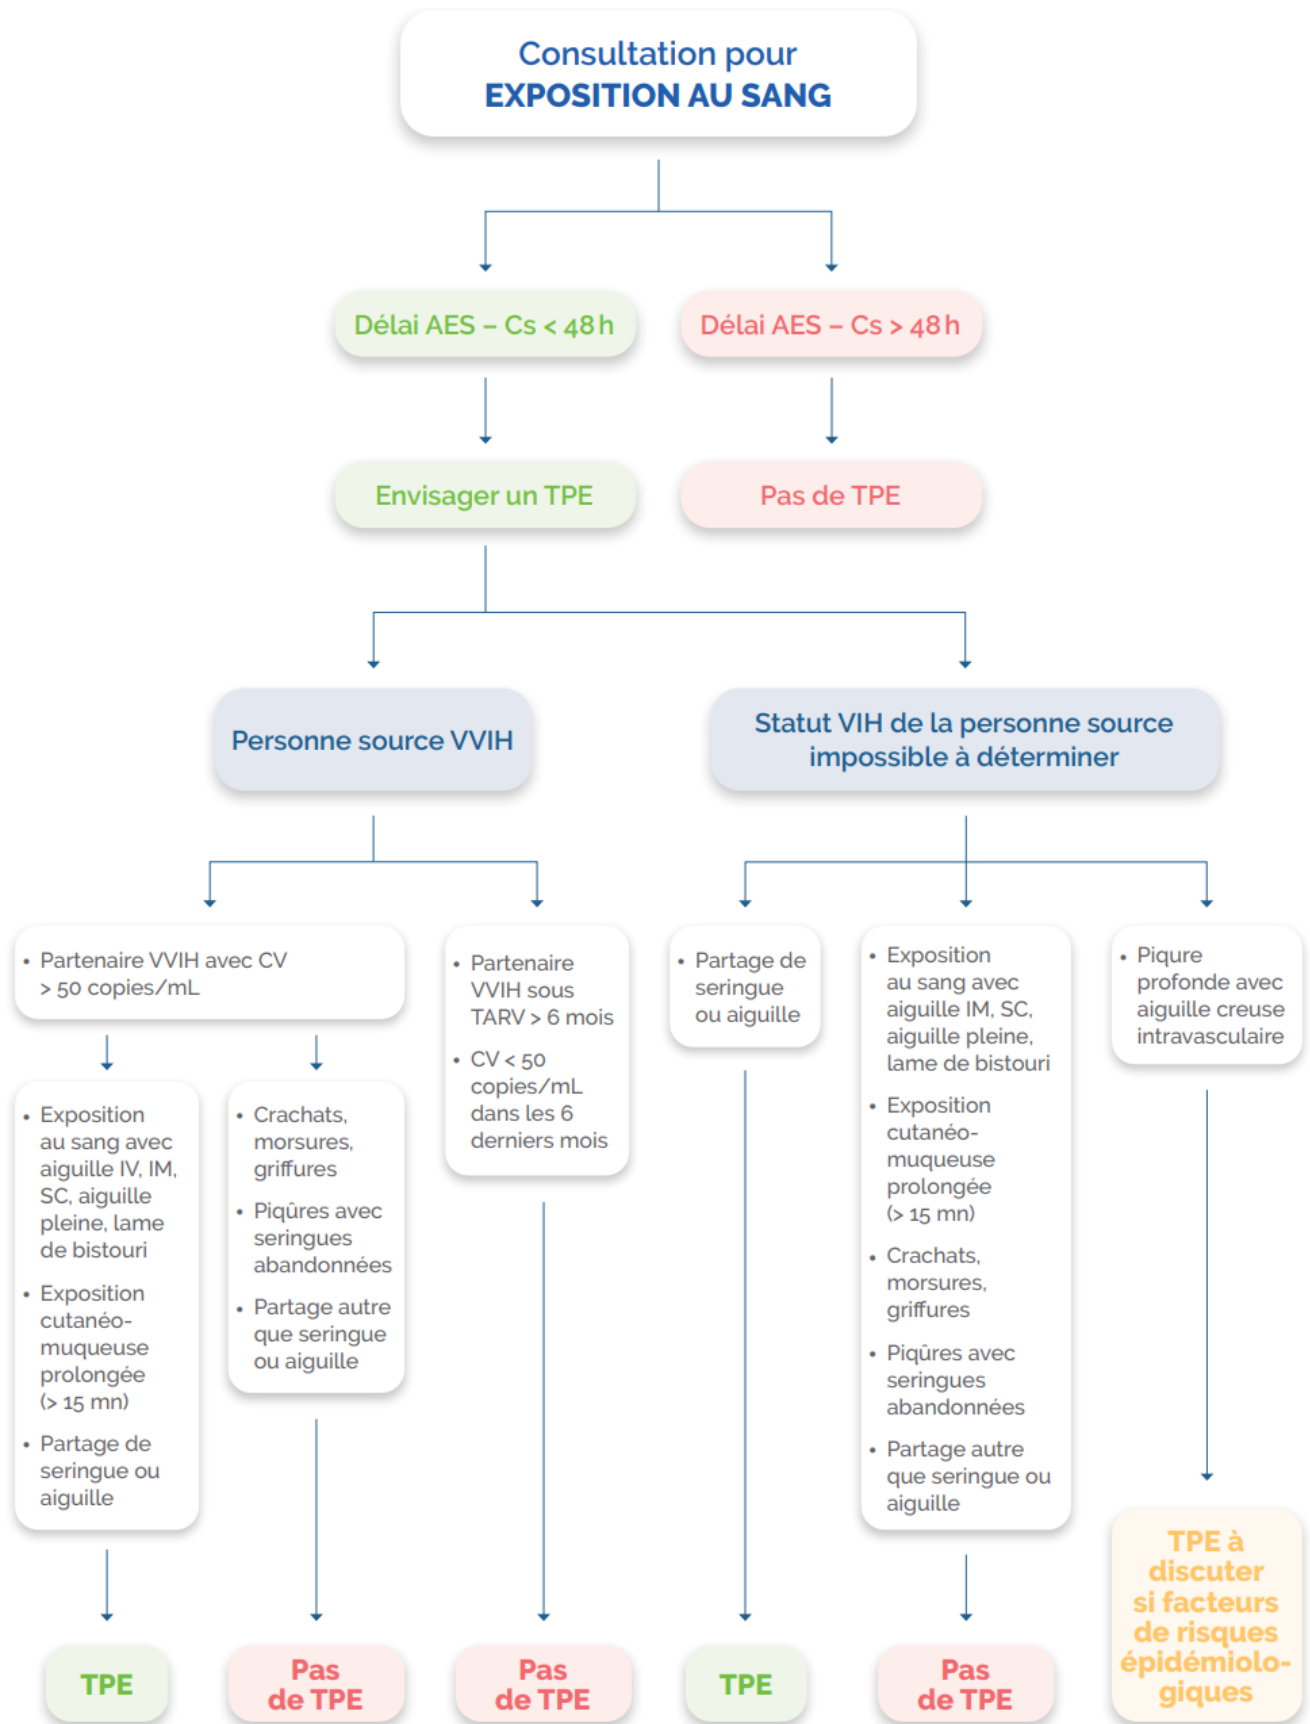 Consultation pour
EXPOSITION AU SANG
Délai AES – Cs < 48 h
Délai AES – Cs > 48 h
Envisager un TPE
Pas de TPE
Personne source VVIH
Statut VIH de la personne source
impossible à déterminer
• Partenaire VVIH avec CV
> 50 copies/mL
• Exposition
au sang avec
aiguille IV, IM,
SC, aiguille
pleine, lame
de bistouri
• Exposition
cutanéo-
muqueuse
prolongée
(> 15 mn)
• Partage de
seringue ou
aiguille
• Crachats,
morsures,
griffures
• Piqûres avec
seringues
abandonnées
• Partage autre
que seringue
ou aiguille
• Partenaire
VVIH sous
TARV > 6 mois
• CV < 50
copies/mL
dans les 6
derniers mois
• Partage de
seringue
ou aiguille
• Exposition
au sang avec
aiguille IM, SC,
aiguille pleine,
lame de bistouri
• Exposition
cutanéo-
muqueuse
prolongée
(> 15 mn)
• Crachats,
morsures,
griffures
• Piqûres avec
seringues
abandonnées
• Partage autre
que seringue ou
aiguille
• Piqure
profonde avec
aiguille creuse
intravasculaire
TPE
Pas
de TPE
Pas
de TPE
TPE
Pas
de TPE
TPE à
discuter
si facteurs
de risques
épidémiolo-
giques